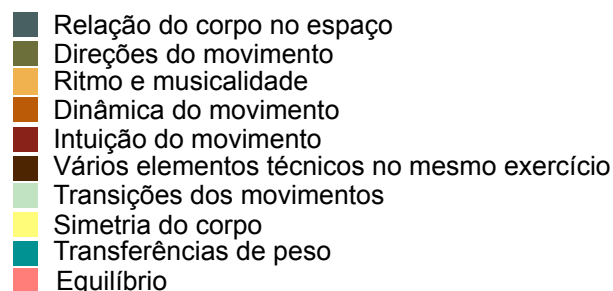 Relação do corpo no espaço
Direções do movimento
Ritmo e musicalidade
Dinâmica do movimento
Intuição do movimento
Vários elementos técnicos no mesmo exercício
Transições dos movimentos
Simetria do corpo
Transferências de peso
Equilíbrio